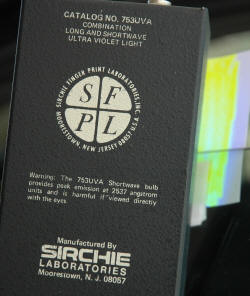 CATALOG NO. 753UVA
COMBINATION
LONG AND SHORTWAVE
ULTRA VIOLET LIGHT
SIRCHIE FINGER PRINT LABORATORIES, INC.
S F
P L
MOORESTOWN, NEW JERSEY 08057 U.S.A.
Warning: The 753UVA Shortwave bulb
provides peak emission at 2537 angstrom
units and is harmful if viewed directly
with the eyes
Manufactured By
SIRCHIE
LABORATORIES
Moorestown, N. J. 08057